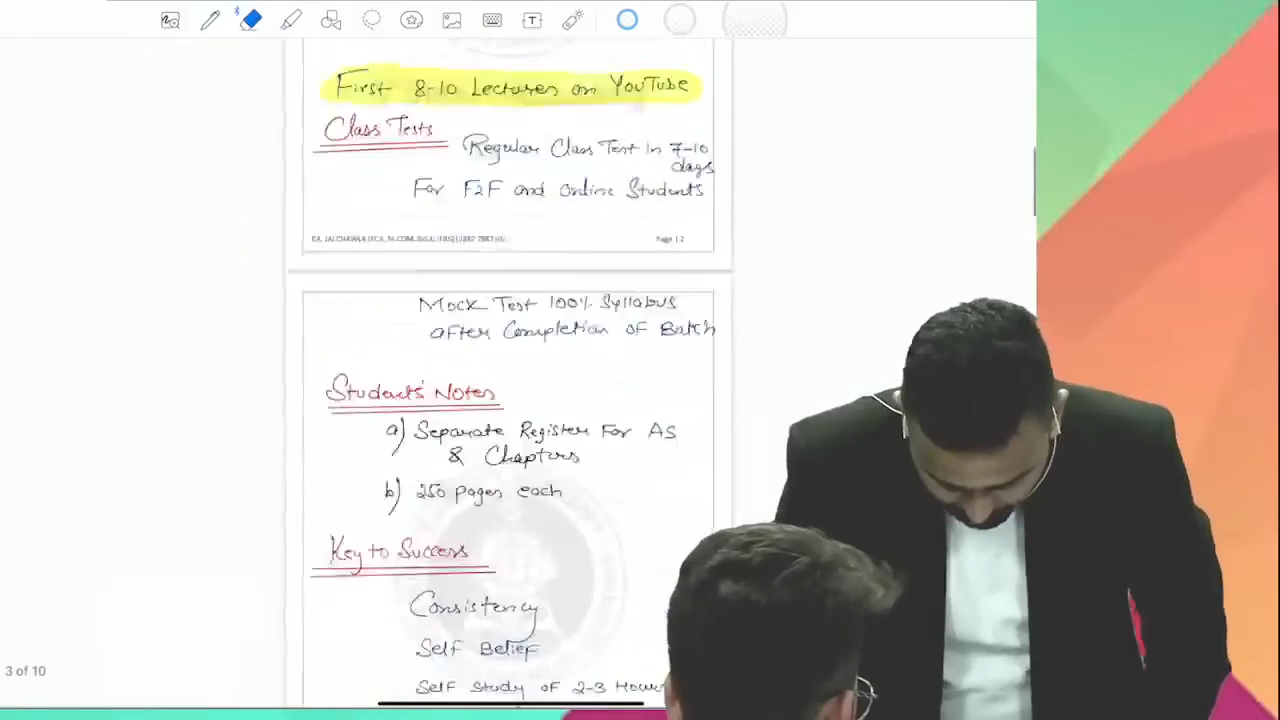 First 8-10 Lectures on YouTube
Class Tests
Regular Class Test in 7-10
days
For F2F and online Students
Page | 2
Mock Test 100% Syllabus
after Completion of Batch
Students' Notes
a) Separate Register For AS
& Chapters
b) 250 pages each
Key to Success
Consistency
Self Belief
Self Study of 2-3 Hour
3 of 10
T